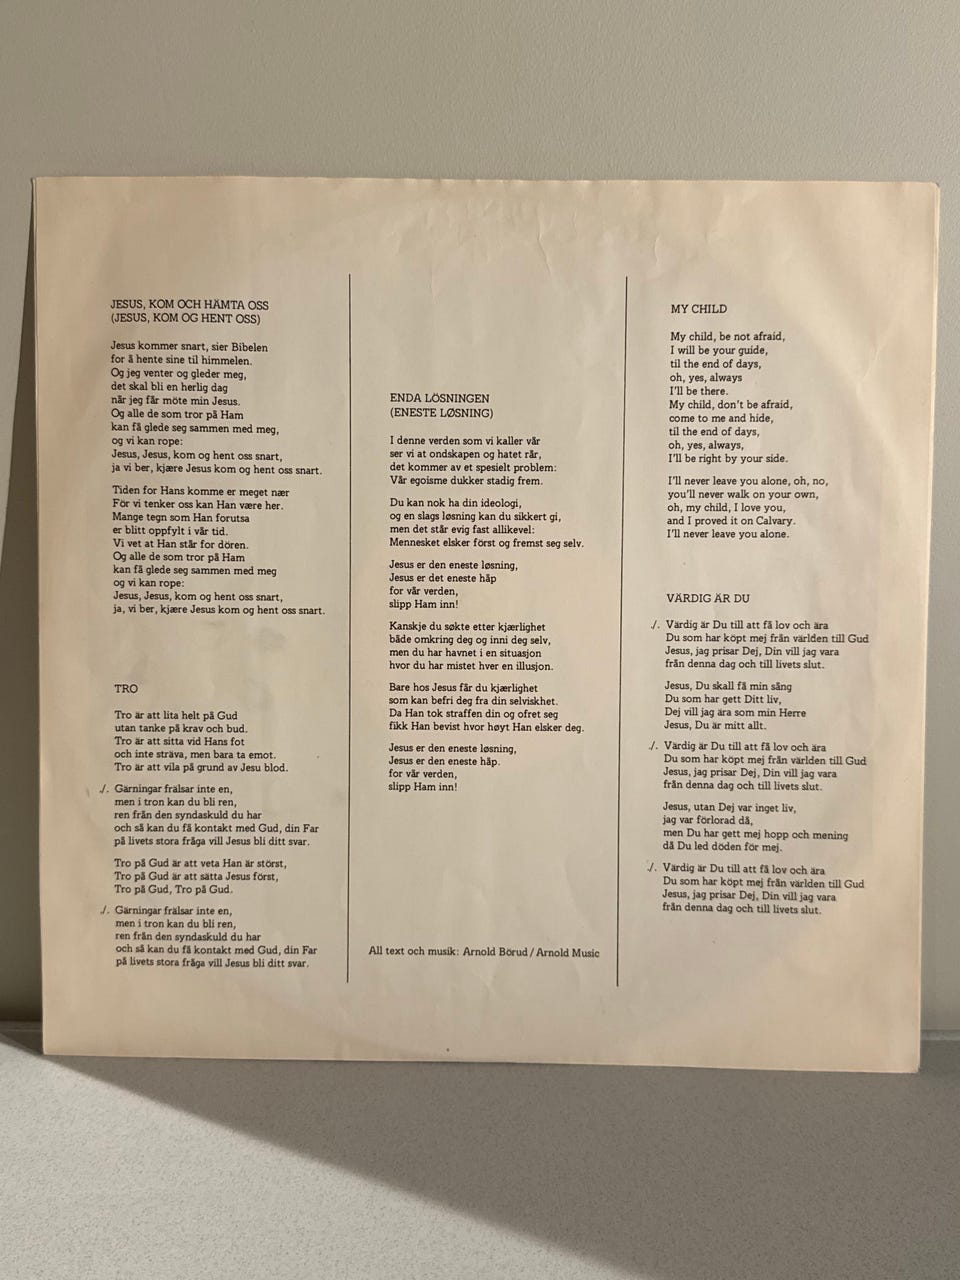 JESUS, KOM OCH HÄMTA OSS
(JESUS, KOM OG HENT OSS)
Jesus kommer snart, sier Bibelen
for å hente sine til himmelen.
Og jeg venter og gleder meg,
det skal bli en herlig dag
når jeg får möte min Jesus.
Og alle de som tror på Ham
kan få glede seg sammen med meg,
og vi kan rope:
Jesus, Jesus, kom og hent oss snart,
ja vi ber, kjære Jesus kom og hent oss snart.
Tiden for Hans komme er meget nær
För vi tenker oss kan Han være her.
Mange tegn som Han forutsa
er blitt oppfylt i vår tid.
Vi vet at Han står for dören.
Og alle de som tror på Ham
kan få glede seg sammen med meg
og vi kan rope:
Jesus, Jesus, kom og hent oss snart,
ja, vi ber, kjære Jesus kom og hent oss snart.
TRO
Tro är att lita helt på Gud
utan tanke på krav och bud.
Tro är att sitta vid Hans fot
och inte sträva, men bara ta emot.
Tro är att vila på grund av Jesu blod.
./. Gärningar frälsar inte en,
men i tron kan du bli ren,
ren från den syndaskuld du har
och så kan du få kontakt med Gud, din Far
på livets stora fråga vill Jesus bli ditt svar.
Tro på Gud är att veta Han är störst,
Tro på Gud är att sätta Jesus först,
Tro på Gud, Tro på Gud.
./. Gärningar frälsar inte en,
men i tron kan du bli ren,
ren från den syndaskuld du har
och så kan du få kontakt med Gud, din Far
på livets stora fråga vill Jesus bli ditt svar.
ENDA LÖSNINGEN
(ENESTE LØSNING)
I denne verden som vi kaller vår
ser vi at ondskapen og hatet rår,
det kommer av et spesielt problem:
Vår egoisme dukker stadig frem.
Du kan nok ha din ideologi,
og en slags løsning kan du sikkert gi,
men det står evig fast allikevel:
Mennesket elsker först og fremst seg selv.
Jesus er den eneste løsning,
Jesus er det eneste håp
for vår verden,
slipp Ham inn!
Kanskje du søkte etter kjærlighet
både omkring deg og inni deg selv,
men du har havnet i en situasjon
hvor du har mistet hver en illusjon.
Bare hos Jesus får du kjærlighet
som kan befri deg fra din selviskhet.
Da Han tok straffen din og ofret seg
fikk Han bevist hvor høyt Han elsker deg.
Jesus er den eneste løsning,
Jesus er den eneste håp.
for vår verden,
slipp Ham inn!
All text och musik: Arnold Börud / Arnold Music
MY CHILD
My child, be not afraid,
I will be your guide,
til the end of days,
oh, yes, always
I'll be there.
My child, don't be afraid,
come to me and hide,
til the end of days,
oh, yes, always,
I'll be right by your side.
I'll never leave you alone, oh, no,
you'll never walk on your own,
oh, my child, I love you,
and I proved it on Calvary.
I'll never leave you alone.
VÄRDIG ÄR DU
./. Värdig är Du till att få lov och ära
Du som har köpt mej från världen till Gud
Jesus, jag prisar Dej, Din vill jag vara
från denna dag och till livets slut.
Jesus, Du skall få min sång
Du som har gett Ditt liv,
Dej vill jag ära som min Herre
Jesus, Du är mitt allt.
./. Värdig är Du till att få lov och ära
Du som har köpt mej från världen till Gud
Jesus, jag prisar Dej, Din vill jag vara
från denna dag och till livets slut.
Jesus, utan Dej var inget liv,
jag var förlorad då,
men Du har gett mej hopp och mening
då Du led döden för mej.
./. Värdig är Du till att få lov och ära
Du som har köpt mej från världen till Gud
Jesus, jag prisar Dej, Din vill jag vara
från denna dag och till livets slut.